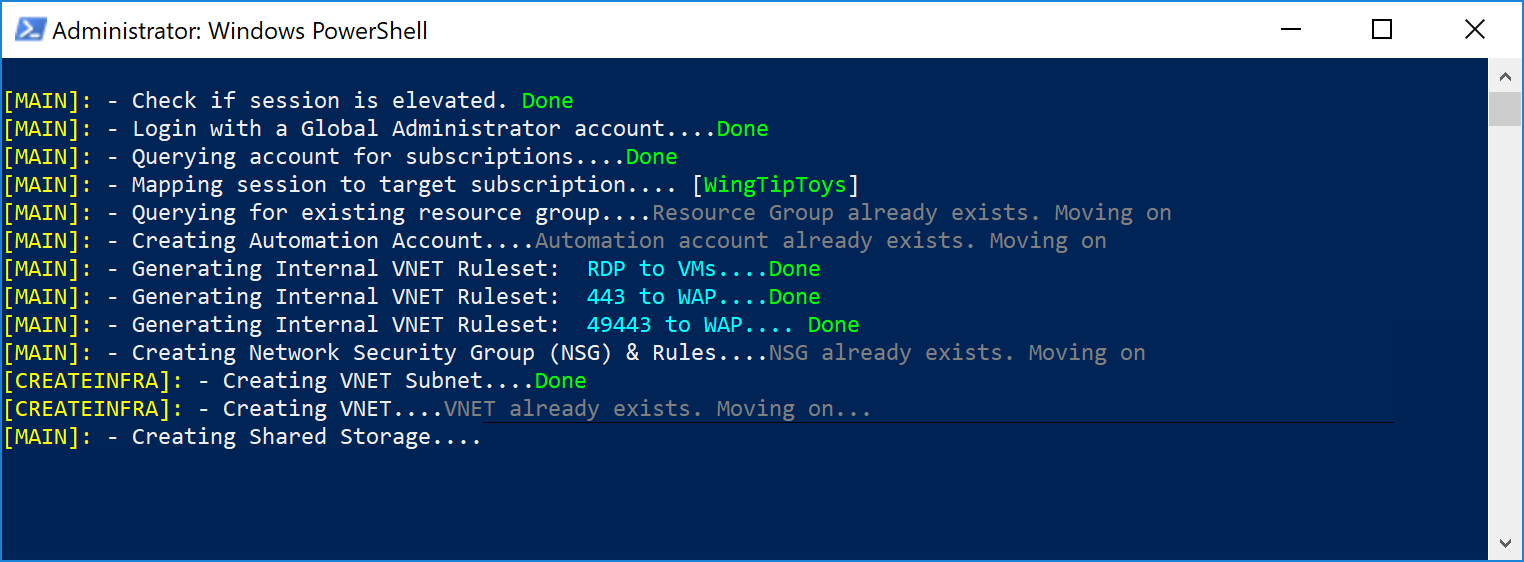 Administrator: Windows PowerShell
[MAIN]: - Check if session is elevated. Done
[MAIN]: - Login with a Global Administrator account....Done
[MAIN]: - Querying account for subscriptions....Done
[MAIN]: - Mapping session to target subscription.... [WingTipToys]
[MAIN]: - Querying for existing resource group....Resource Group already exists. Moving on
[MAIN]: - Creating Automation Account....Automation account already exists. Moving on
[MAIN]: - Generating Internal VNET Ruleset:  RDP to VMs....Done
[MAIN]: - Generating Internal VNET Ruleset:  443 to WAP....Done
[MAIN]: - Generating Internal VNET Ruleset:  49443 to WAP.... Done
[MAIN]: - Creating Network Security Group (NSG) & Rules....NSG already exists. Moving on
[CREATEINFRA]: - Creating VNET Subnet....Done
[CREATEINFRA]: - Creating VNET....VNET already exists. Moving on...
[MAIN]: - Creating Shared Storage....